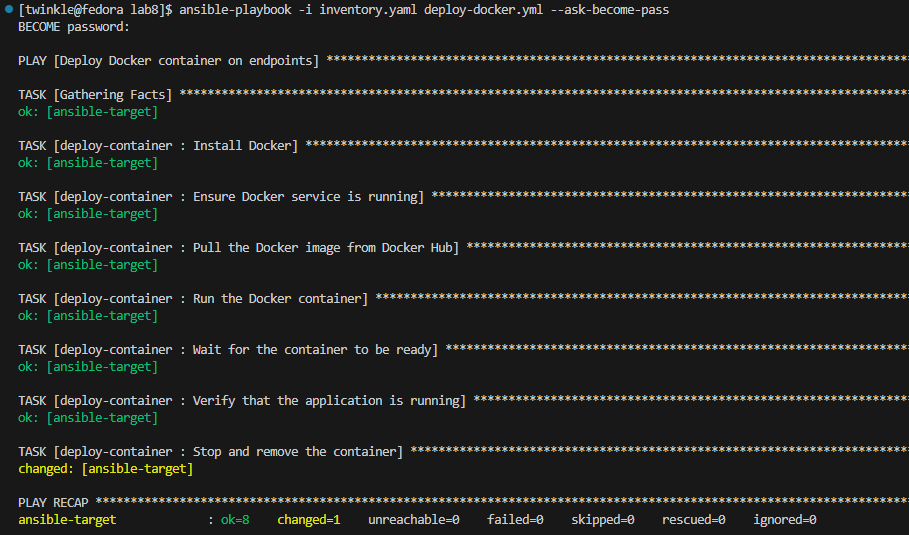 [twinkle@fedora lab8]$ ansible-playbook -i inventory.yaml deploy-docker.yml --ask-become-pass
BECOME password:
PLAY [Deploy Docker container on endpoints] ***********************************************************************************
TASK [Gathering Facts] ********************************************************************************************************
ok: [ansible-target]
TASK [deploy-container : Install Docker] **************************************************************************************
ok: [ansible-target]
TASK [deploy-container : Ensure Docker service is running] ********************************************************************
ok: [ansible-target]
TASK [deploy-container : Pull the Docker image from Docker Hub] ***************************************************************
ok: [ansible-target]
TASK [deploy-container : Run the Docker container] ****************************************************************************
ok: [ansible-target]
TASK [deploy-container : Wait for the container to be ready] ******************************************************************
ok: [ansible-target]
TASK [deploy-container : Verify that the application is running] **************************************************************
ok: [ansible-target]
TASK [deploy-container : Stop and remove the container] ***********************************************************************
changed: [ansible-target]
PLAY RECAP ********************************************************************************************************************
ansible-target             : ok=8    changed=1    unreachable=0    failed=0    skipped=0    rescued=0    ignored=0